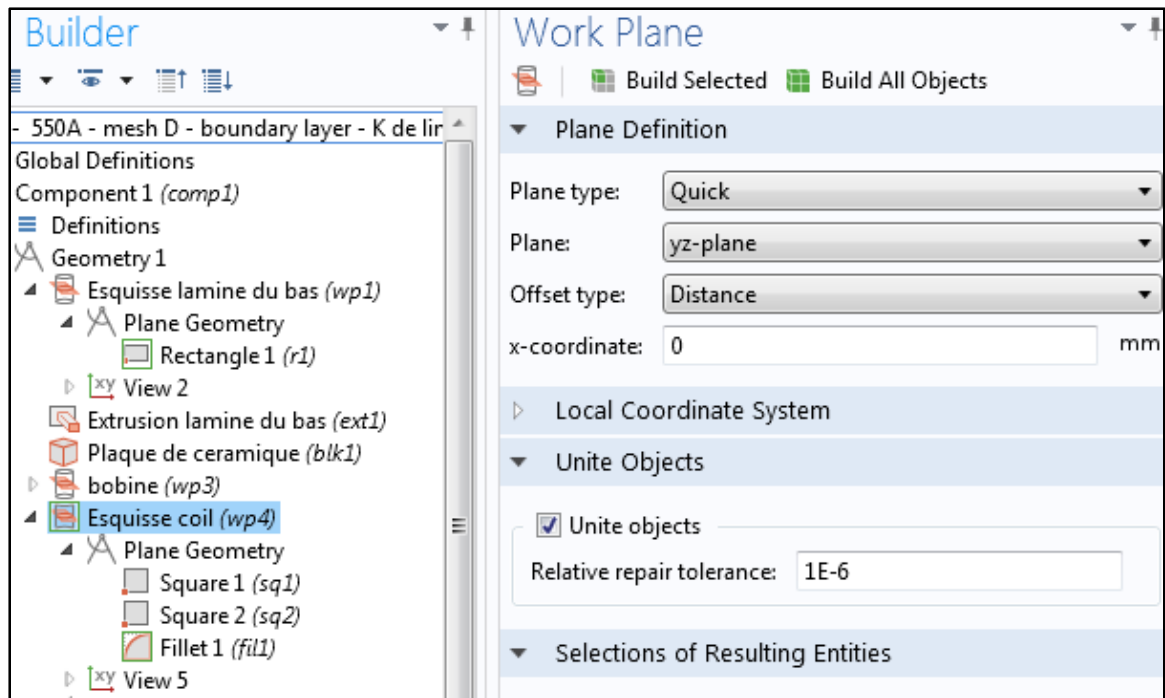 Builder
- 550A - mesh D - boundary layer - K de lir
Global Definitions
Component 1 (comp1)
Definitions
Geometry 1
Esquisse lamine du bas (wp1)
Plane Geometry
Rectangle 1 (r1)
xy View 2
Extrusion lamine du bas (ext1)
Plaque de ceramique (blk1)
bobine (wp3)
Esquisse coil (wp4)
Plane Geometry
Square 1 (sq1)
Square 2 (sq2)
Fillet 1 (fil1)
xy View 5
Work Plane
Build Selected Build All Objects
Plane Definition
Plane type: Quick
Plane: yz-plane
Offset type: Distance
x-coordinate: 0 mm
Local Coordinate System
Unite Objects
Unite objects
Relative repair tolerance: 1E-6
Selections of Resulting Entities